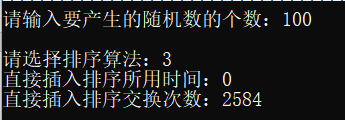 请输入要产生的随机数的个数：100
请选择排序算法：3
直接插入排序所用时间：0
直接插入排序交换次数：2584